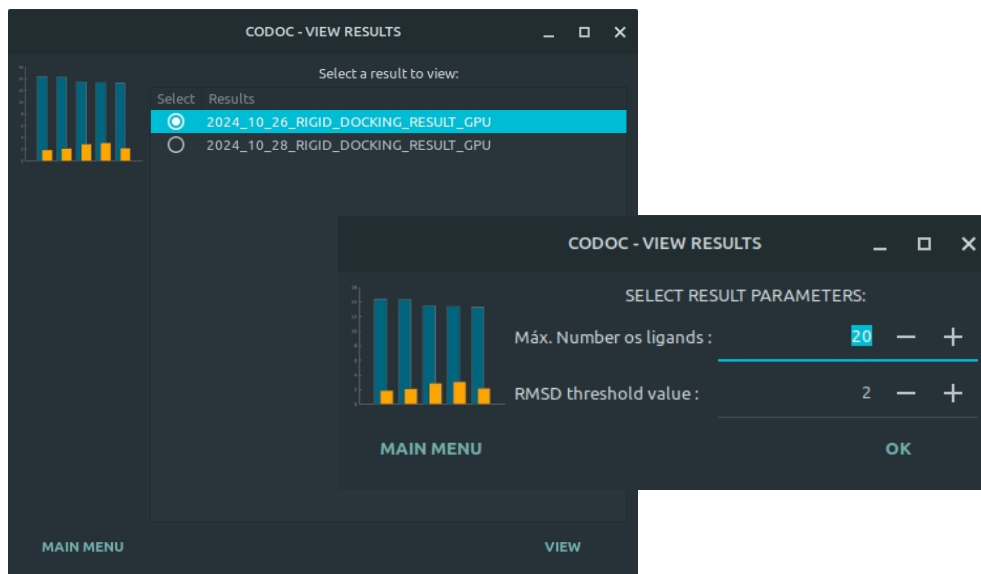 CODOC - VIEW RESULTS
Select a result to view:
Select Results
2024_10_26_RIGID_DOCKING_RESULT_GPU
2024_10_28_RIGID_DOCKING_RESULT_GPU
MAIN MENU
VIEW
CODOC - VIEW RESULTS
SELECT RESULT PARAMETERS:
Máx. Number os ligands : 20
RMSD threshold value : 2
MAIN MENU
OK